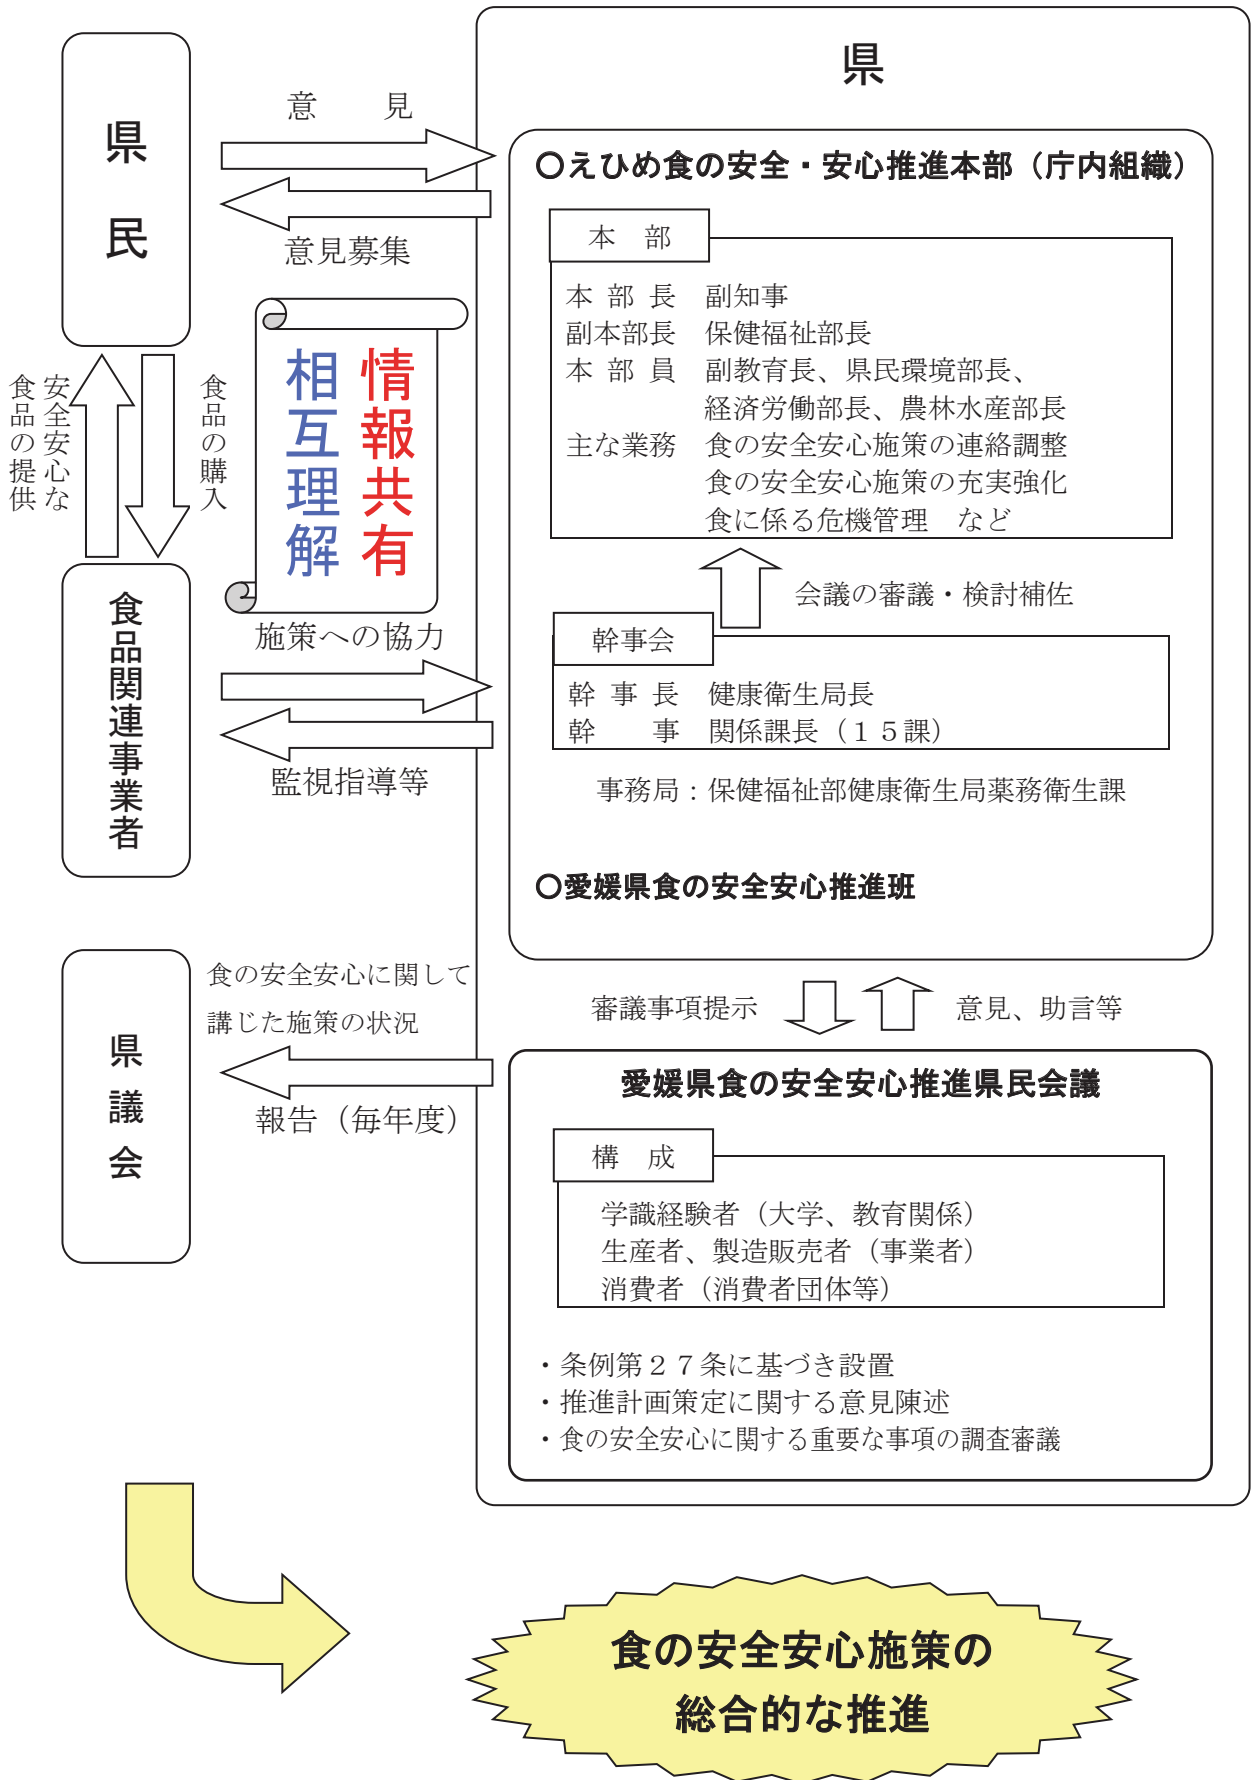 県
民
意　　見
意見募集
安全安心な
食品の提供
食品の購入
情報共有
相互理解
食品関連事業者
施策への協力
監視指導等
県議会
食の安全安心に関して
講じた施策の状況
報告（毎年度）
県
〇えひめ食の安全・安心推進本部（庁内組織）
本　部
本 部 長　副知事
副本部長　保健福祉部長
本 部 員　副教育長、県民環境部長、
経済労働部長、農林水産部長
主な業務　食の安全安心施策の連絡調整
食の安全安心施策の充実強化
食に係る危機管理　など
会議の審議・検討補佐
幹事会
幹 事 長　健康衛生局長
幹　　事　関係課長（１５課）
事務局：保健福祉部健康衛生局薬務衛生課
〇愛媛県食の安全安心推進班
審議事項提示
意見、助言等
愛媛県食の安全安心推進県民会議
構　成
学識経験者（大学、教育関係）
生産者、製造販売者（事業者）
消費者（消費者団体等）
・条例第２７条に基づき設置
・推進計画策定に関する意見陳述
・食の安全安心に関する重要な事項の調査審議
食の安全安心施策の
総合的な推進